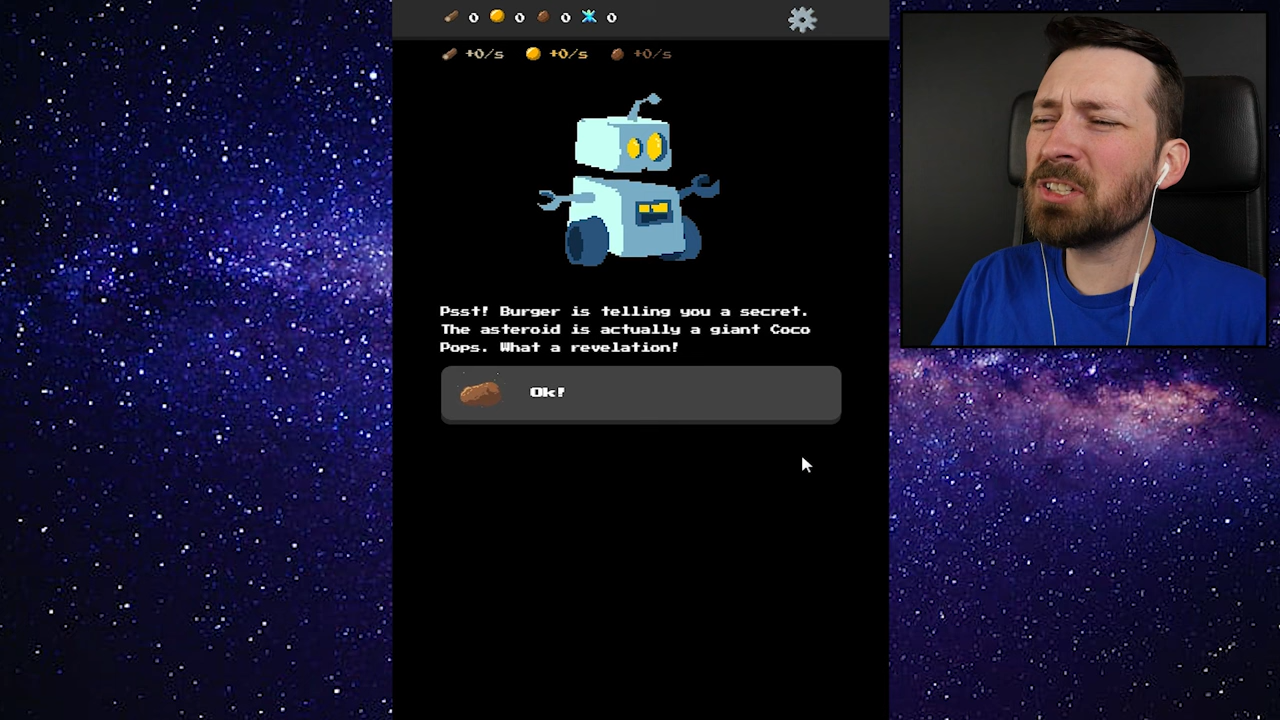 0 0 0 0
+0/s +0/s +0/s
Psst! Burger is telling you a secret.
The asteroid is actually a giant Coco
Pops. What a revelation!
Ok!